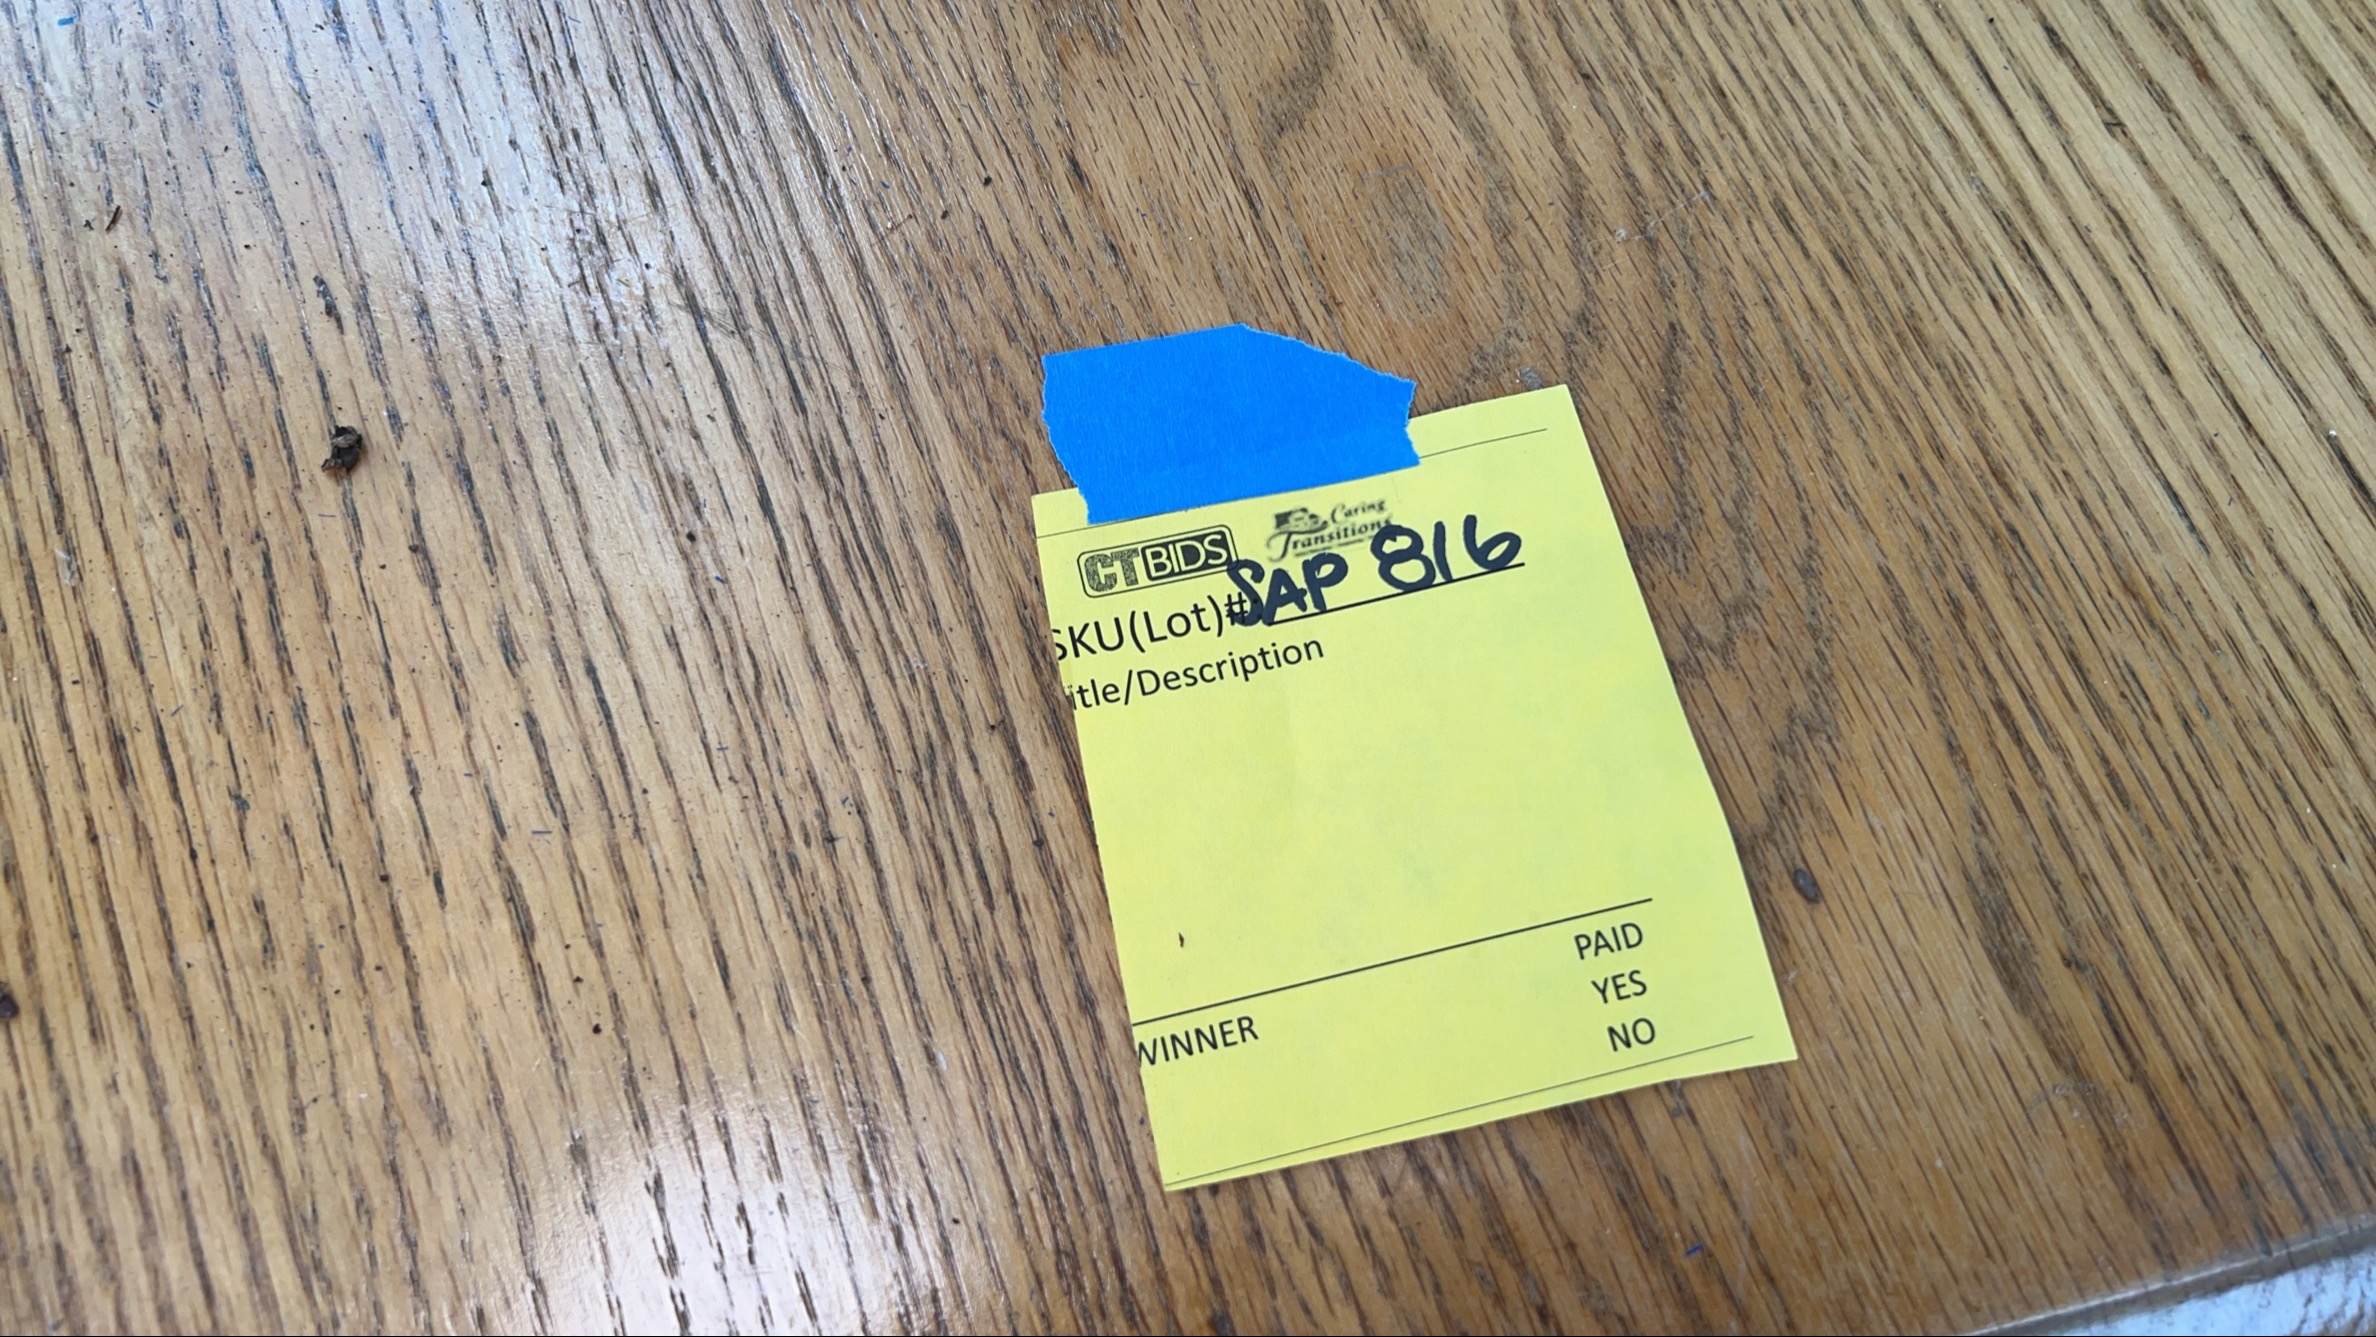 CTBIDS
Caring
Transitions
SKU(Lot)#SAP 816
itle/Description
PAID
YES
WINNER
NO